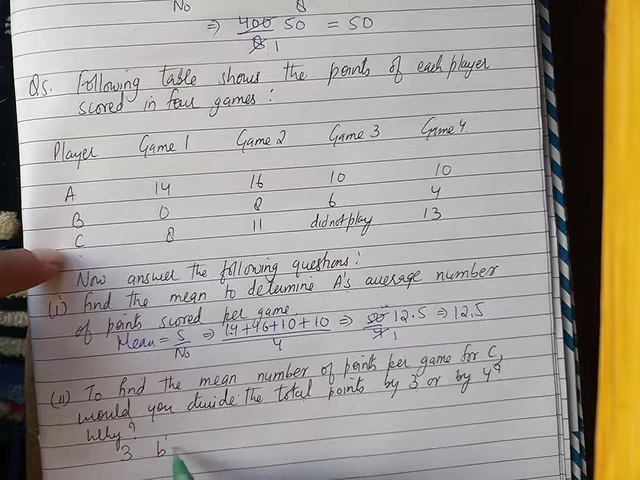 No 8
⇒ 400 50 = 50
8 1
Q5. Following table shows the points of each player
scored in four games :
Player Game 1 Game 2 Game 3 Game 4
A 14 16 10 10
B 0 8 6 4
C 8 11 did not play 13
Now answer the following questions :
(i) Find the mean to determine A's average number
of points scored per game.
Mean = S/No ⇒ 14+16+10+10/4 ⇒ 50 12.5/4 1 ⇒ 12.5
(ii) To find the mean number of points per game for C,
would you divide the total points by 3 or by 4?
Why?
3. b